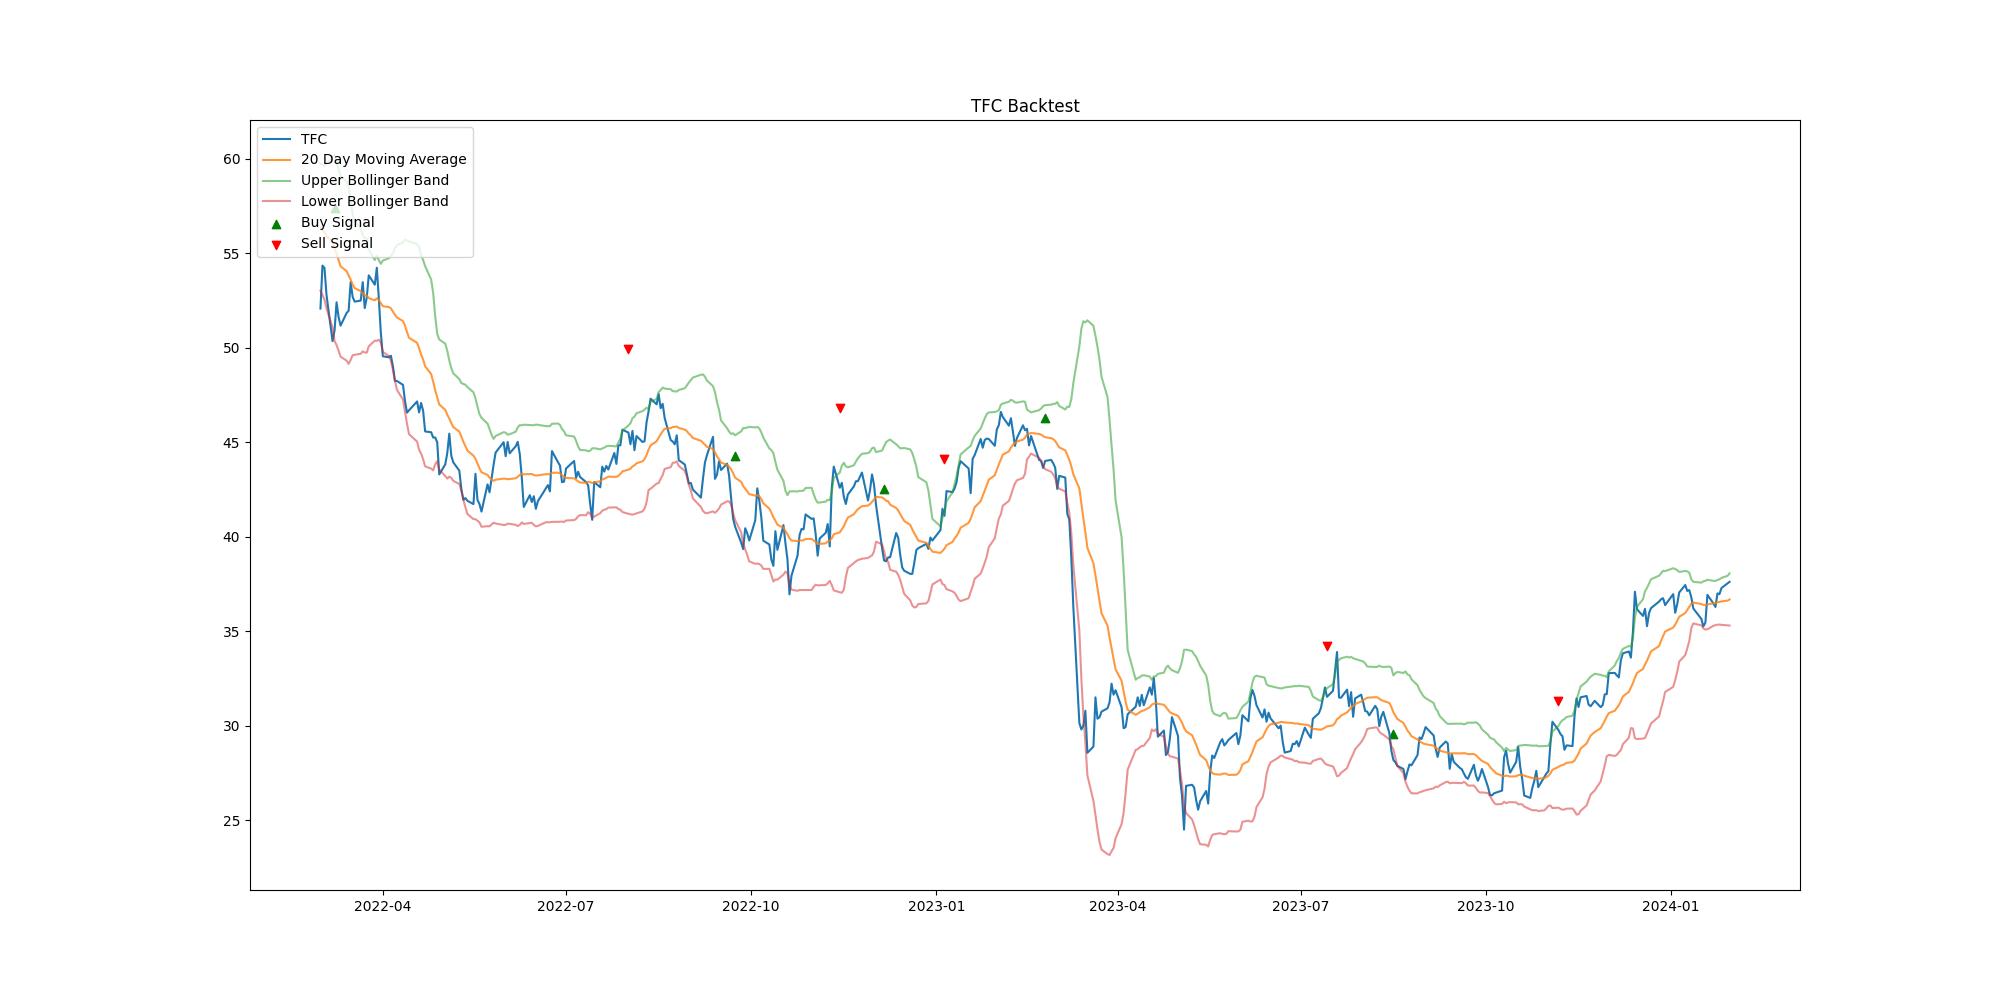 TFC Backtest
TFC
20 Day Moving Average
Upper Bollinger Band
Lower Bollinger Band
Buy Signal
Sell Signal
60
55
50
45
40
35
30
25
2022-04 2022-07 2022-10 2023-01 2023-04 2023-07 2023-10 2024-01